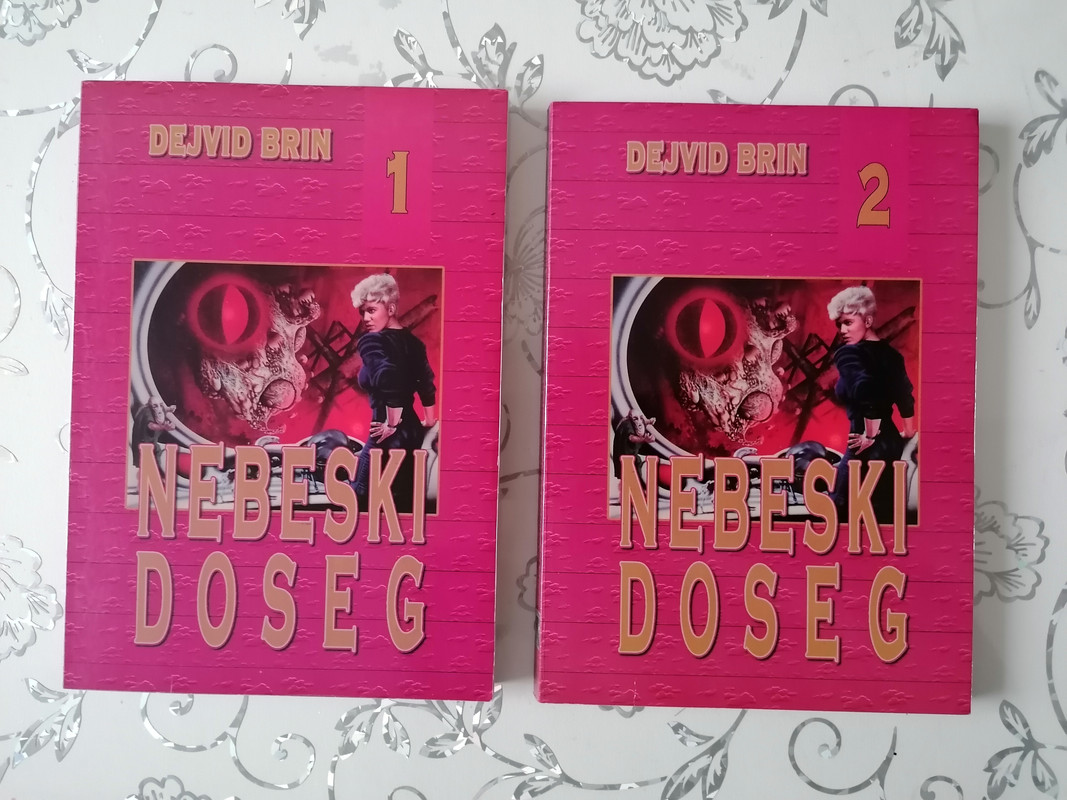 DEJVID BRIN
1
NEBESKI
DOSEG
DEJVID BRIN
2
NEBESKI
DOSEG